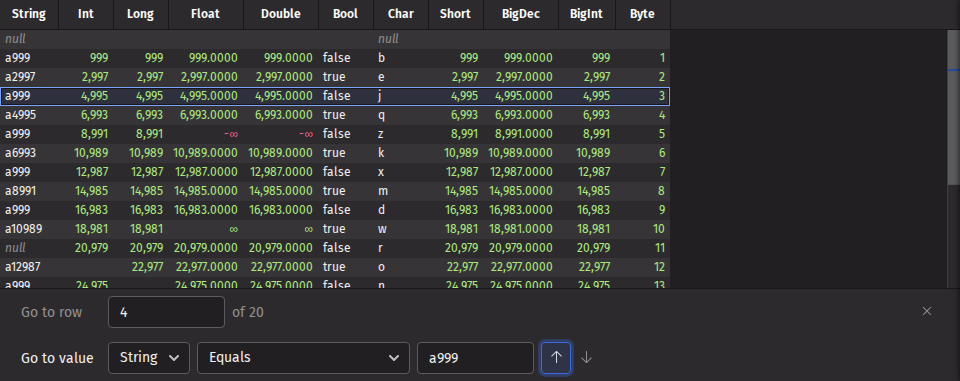 String Int Long Float Double Bool Char Short BigDec BigInt Byte
null null
a999 999 999 999.0000 999.0000 false b 999 999.0000 999 1
a2997 2,997 2,997 2,997.0000 2,997.0000 true e 2,997 2,997.0000 2,997 2
a999 4,995 4,995 4,995.0000 4,995.0000 false j 4,995 4,995.0000 4,995 3
a4995 6,993 6,993 6,993.0000 6,993.0000 true q 6,993 6,993.0000 6,993 4
a999 8,991 8,991 -∞ -∞ false z 8,991 8,991.0000 8,991 5
a6993 10,989 10,989 10,989.0000 10,989.0000 true k 10,989 10,989.0000 10,989 6
a999 12,987 12,987 12,987.0000 12,987.0000 false x 12,987 12,987.0000 12,987 7
a8991 14,985 14,985 14,985.0000 14,985.0000 true m 14,985 14,985.0000 14,985 8
a999 16,983 16,983 16,983.0000 16,983.0000 false d 16,983 16,983.0000 16,983 9
a10989 18,981 18,981 ∞ ∞ true w 18,981 18,981.0000 18,981 10
null 20,979 20,979 20,979.0000 20,979.0000 false r 20,979 20,979.0000 20,979 11
a12987 22,977 22,977.0000 22,977.0000 true o 22,977 22,977.0000 22,977 12
a999 24,975 24,975.0000 24,975.0000 false n 24,975 24,975.0000 24,975 13
Go to row 4 of 20
Go to value String Equals a999